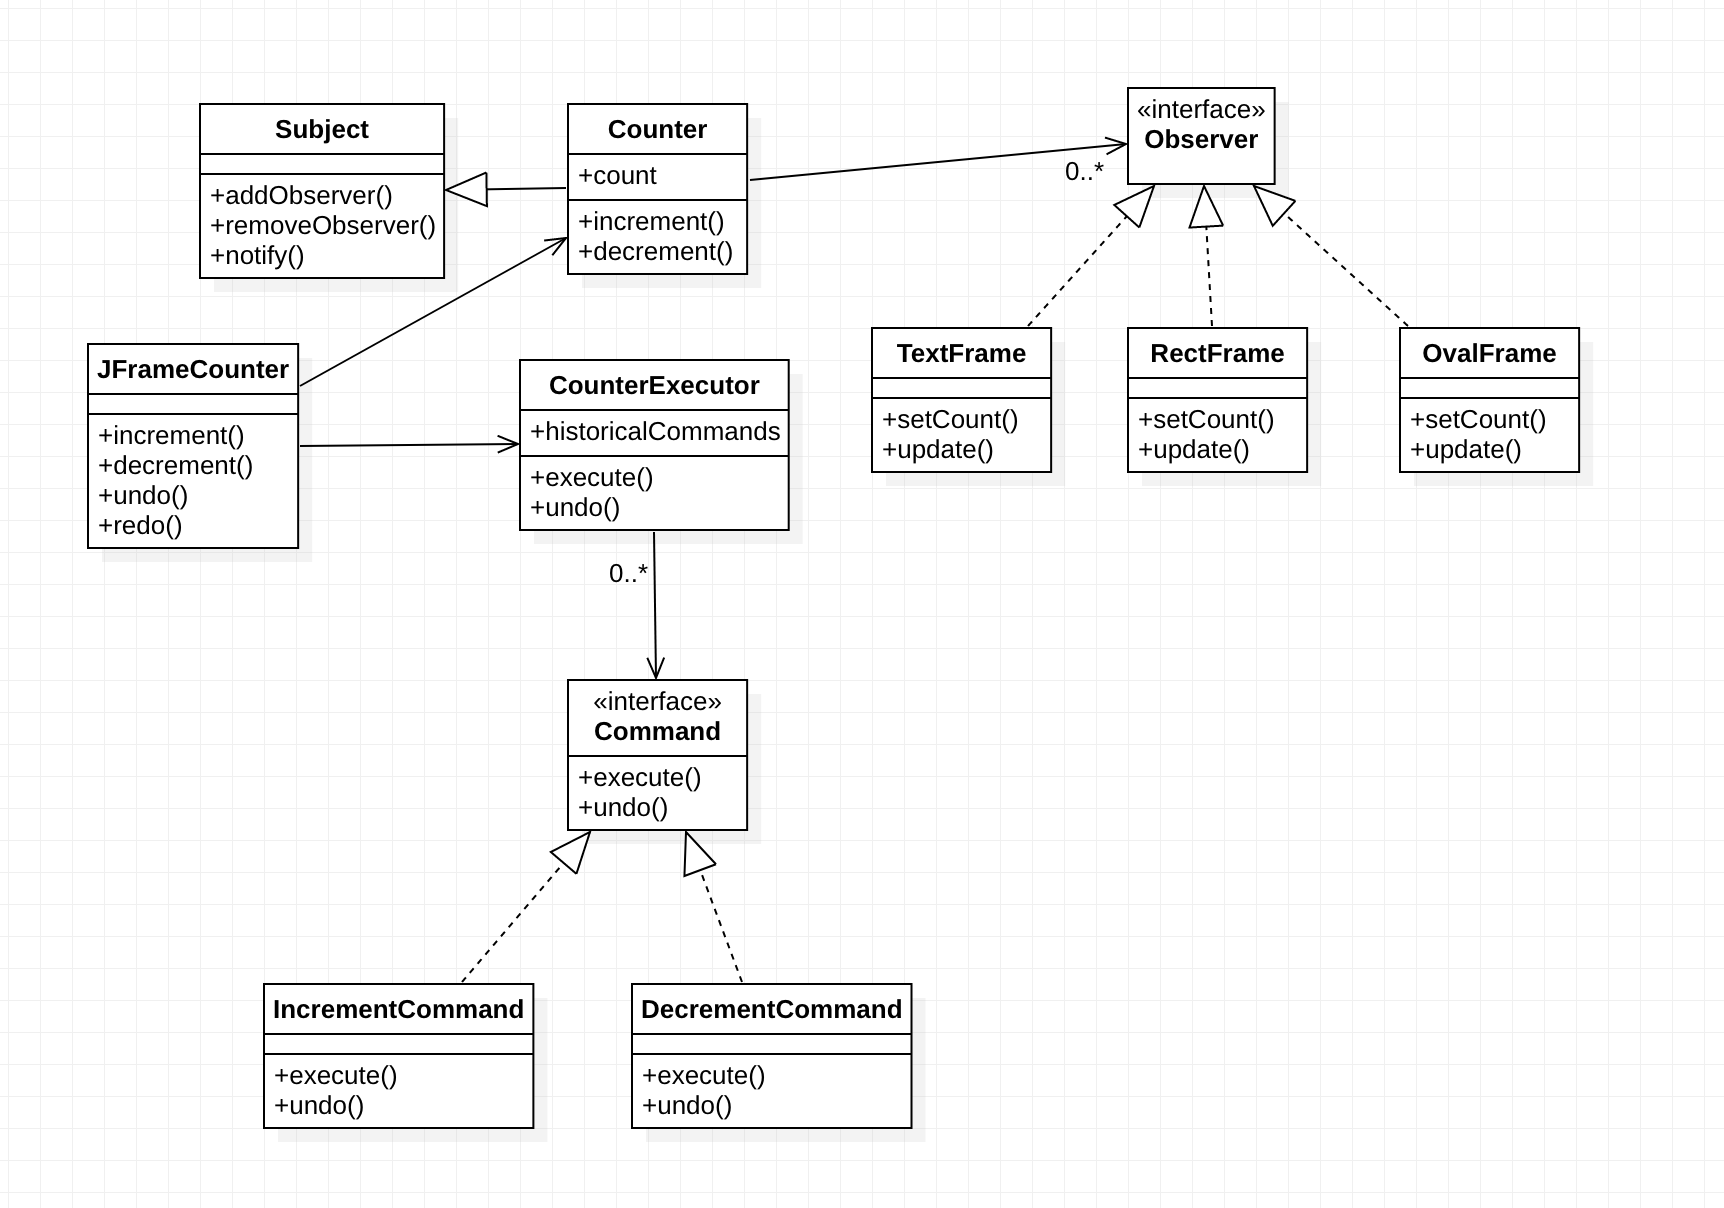 Subject
+addObserver()
+removeObserver()
+notify()
Counter
+count
+increment()
+decrement()
0..*
«interface»
Observer
JFrameCounter
+increment()
+decrement()
+undo()
+redo()
CounterExecutor
+historicalCommands
+execute()
+undo()
TextFrame
+setCount()
+update()
RectFrame
+setCount()
+update()
OvalFrame
+setCount()
+update()
0..*
«interface»
Command
+execute()
+undo()
IncrementCommand
+execute()
+undo()
DecrementCommand
+execute()
+undo()